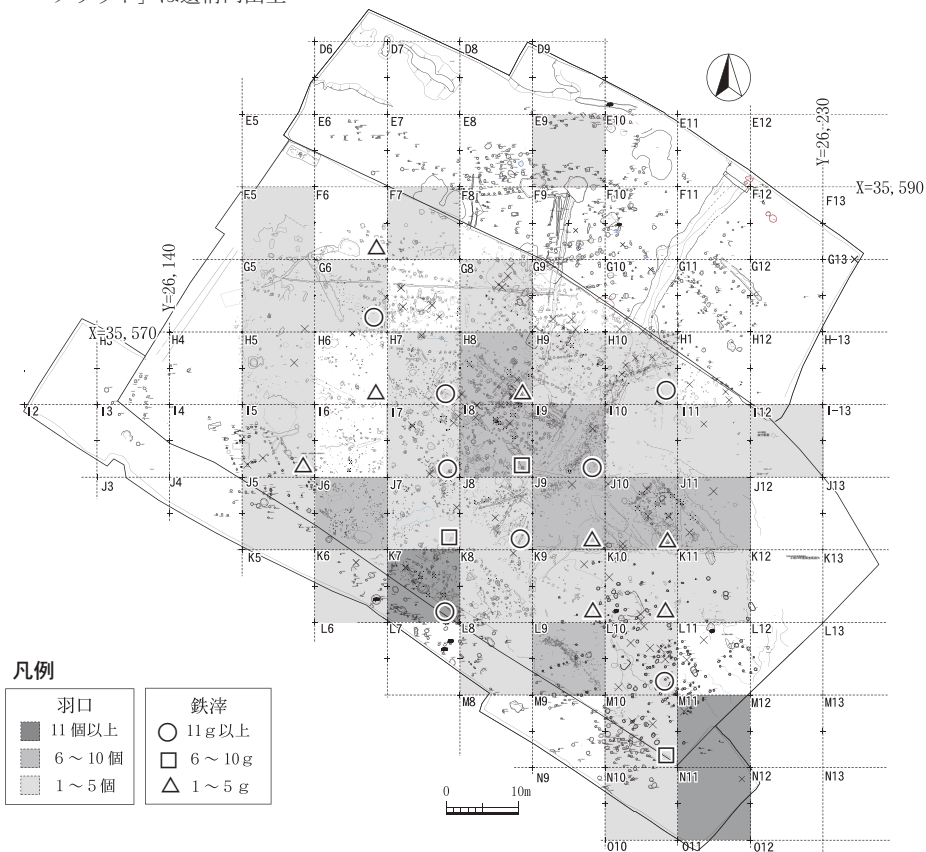 D6 D7 D8 D9
E5 E6 E7 E8 E9 E10 E11 E12
Y=26,230
X=35,590
F5 F6 F7 F8 F9 F10 F11 F12 F13
Y=26,140
G5 G6 G8 G9 G10 G11 G12 G13
X=35,570
H3 H4 H5 H6 H7 H8 H9 H10 H1 H12 H-13
I2 I3 I4 I5 I6 I7 I8 I9 I10 I11 I12 I-13
J3 J4 J5 J6 J7 J8 J9 J10 J11 J12 J13
K5 K6 K7 K8 K9 K10 K11 K12 K13
L6 L7 L8 L9 L10 L11 L12 L13
M8 M9 M10 M11 M12 M13
N9 N10 N11 N12 N13
O10 O11 O12
凡例
羽口
11個以上
6～10個
1～5個
鉄滓
11g以上
6～10g
1～5g
0 10m